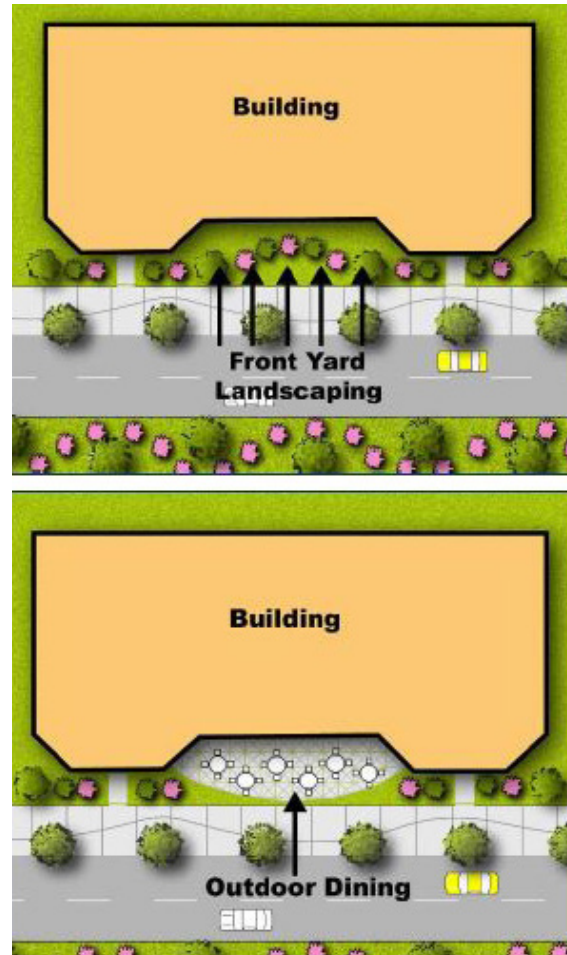 Building
Front Yard
Landscaping
Building
Outdoor Dining